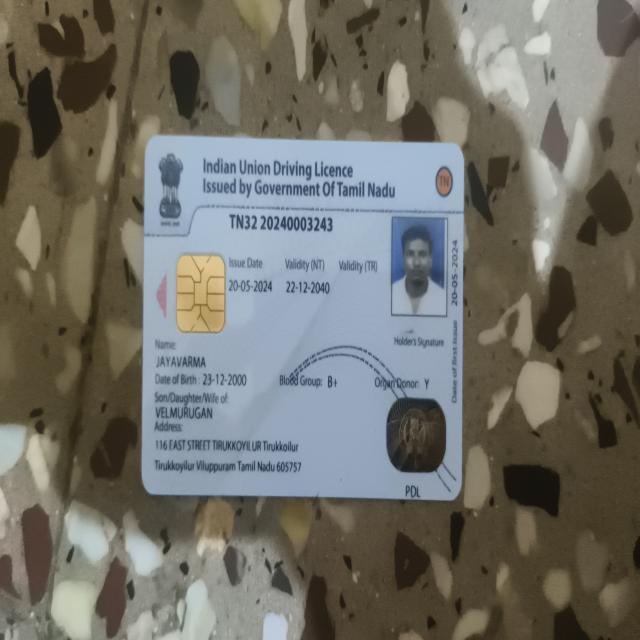 Indian Union Driving Licence
Issued by Government Of Tamil Nadu
TN
TN32 20240003243
Issue Date Validity (NT) Validity (TR)
20-05-2024 22-12-2040
Holder's Signature
Date of First Issue 20-05-2024
Name:
JAYAVARMA
Date of Birth : 23-12-2000 Blood Group: B+ Organ Donor: Y
Son/Daughter/Wife of:
VELMURUGAN
Address:
116 EAST STREET TIRUKKOYILUR Tirukkoilur
Tirukkoyilur Viluppuram Tamil Nadu 605757
PDL